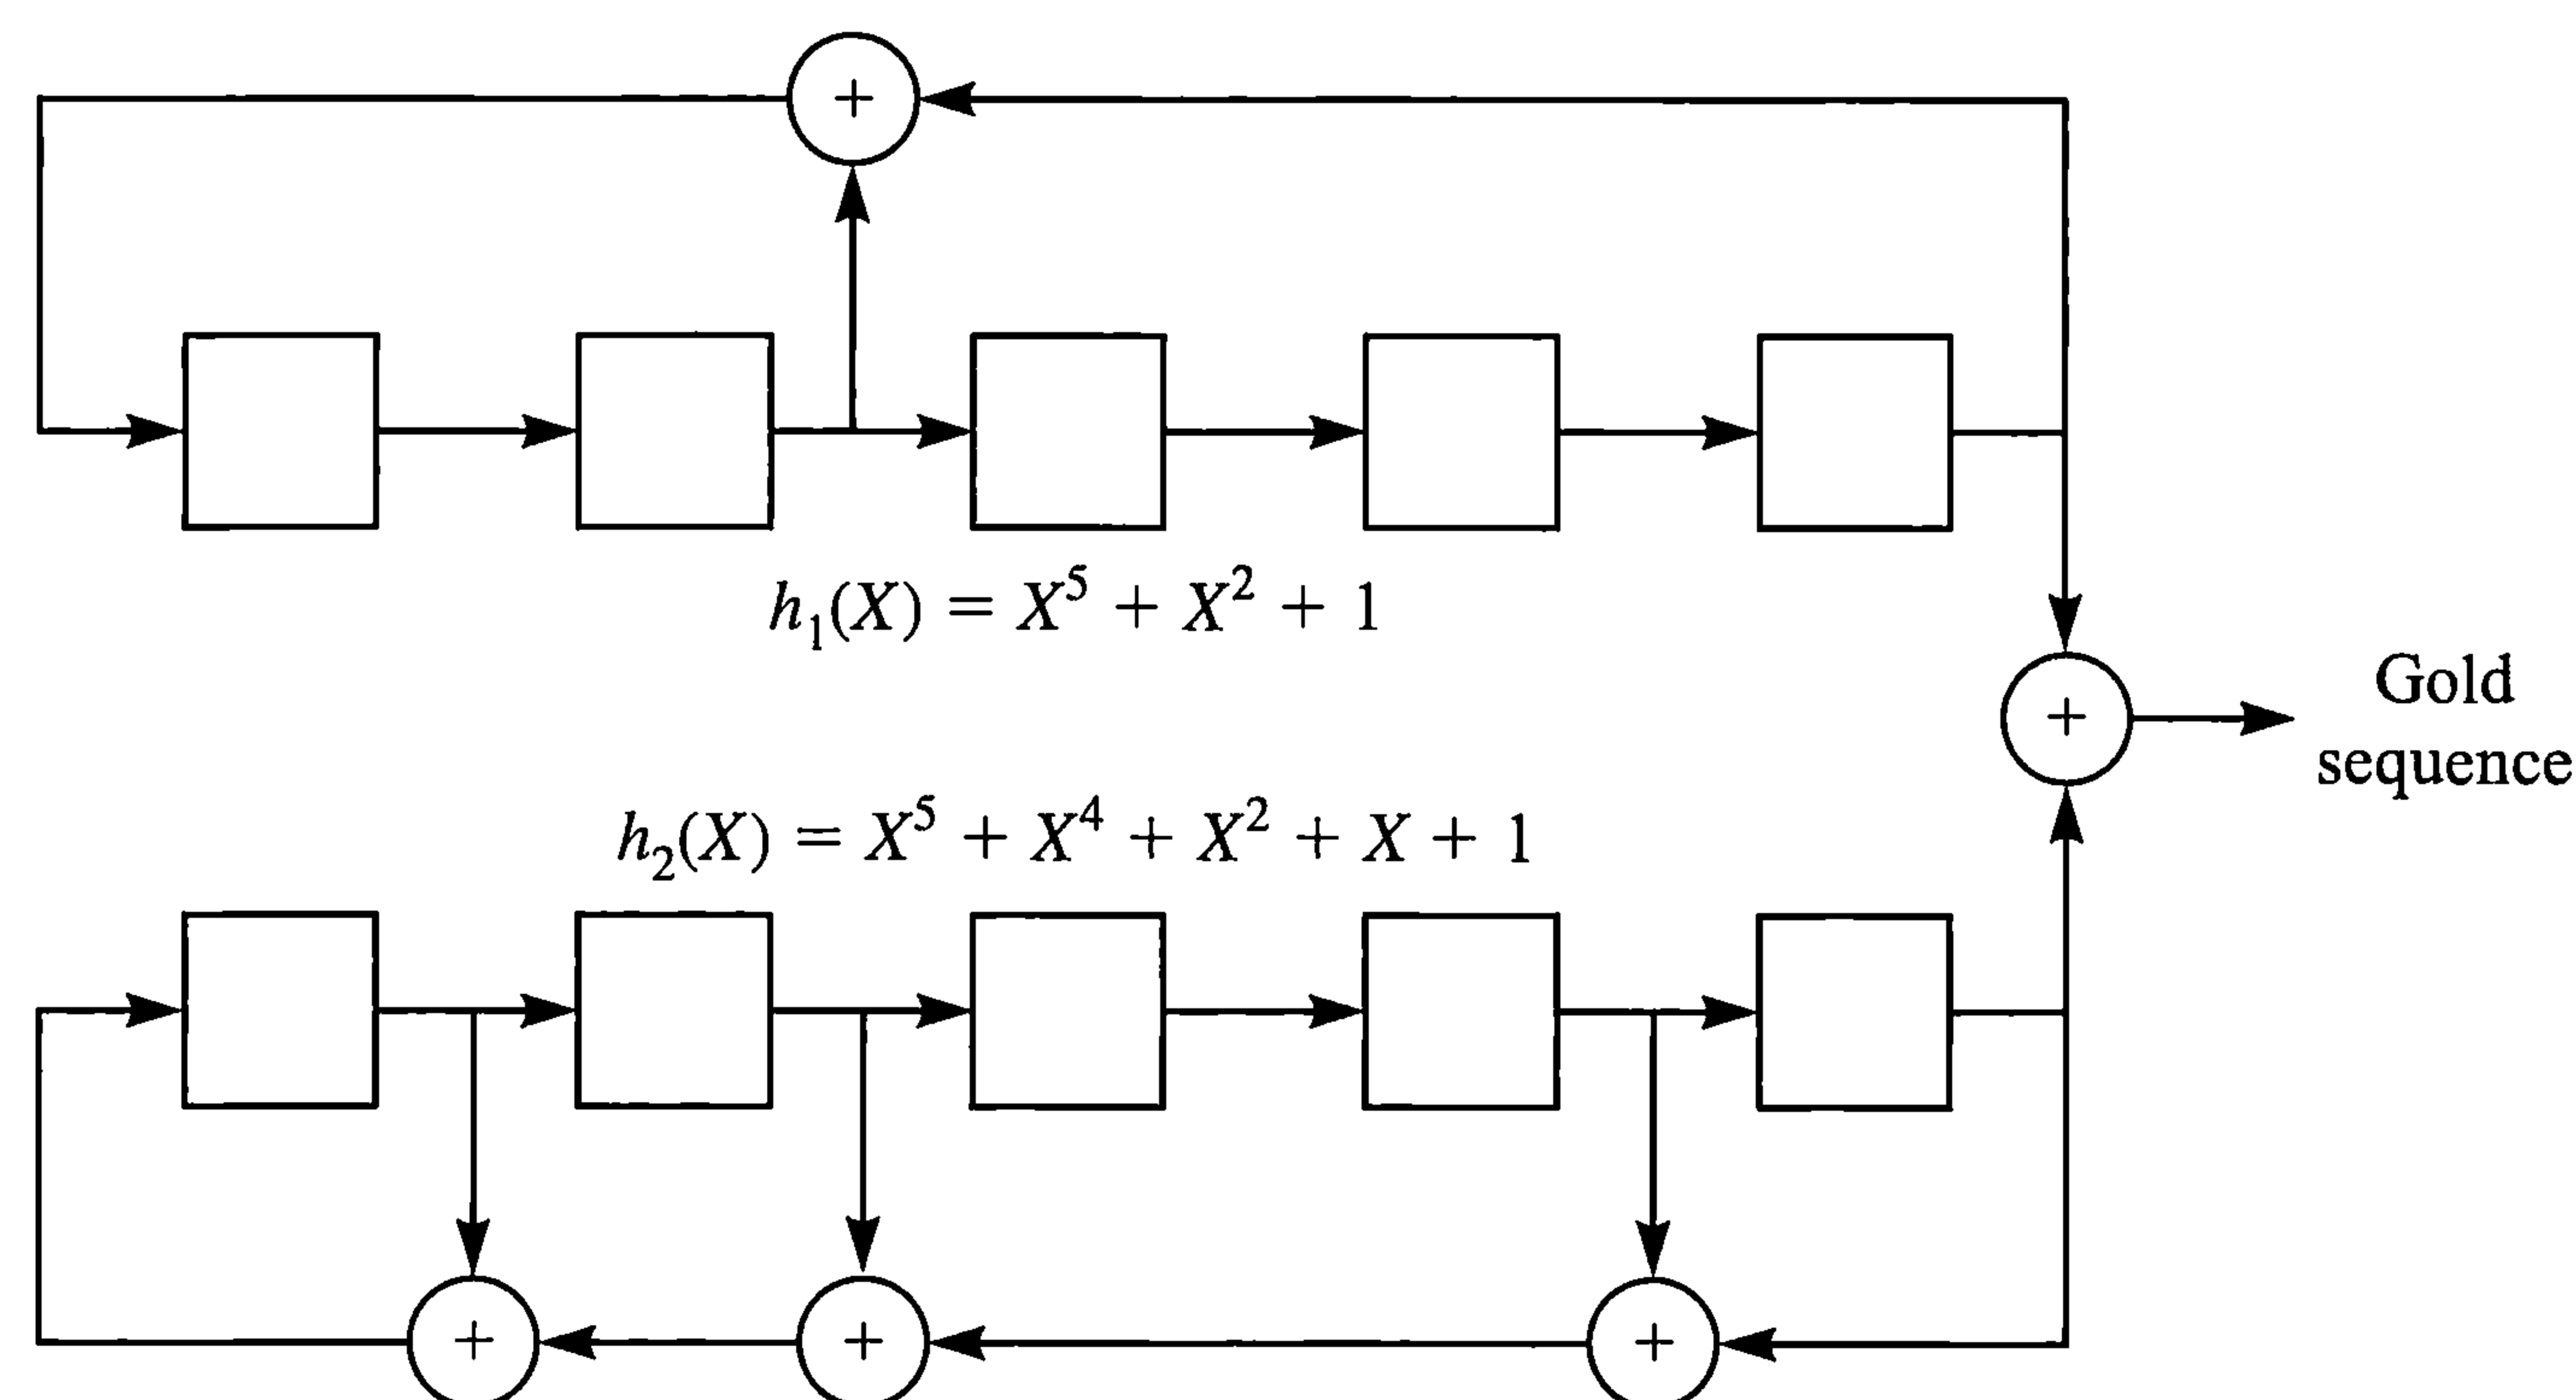 +
h₁(X) = X⁵ + X² + 1
Gold
sequence
+
h₂(X) = X⁵ + X⁴ + X² + X + 1
+
+
+